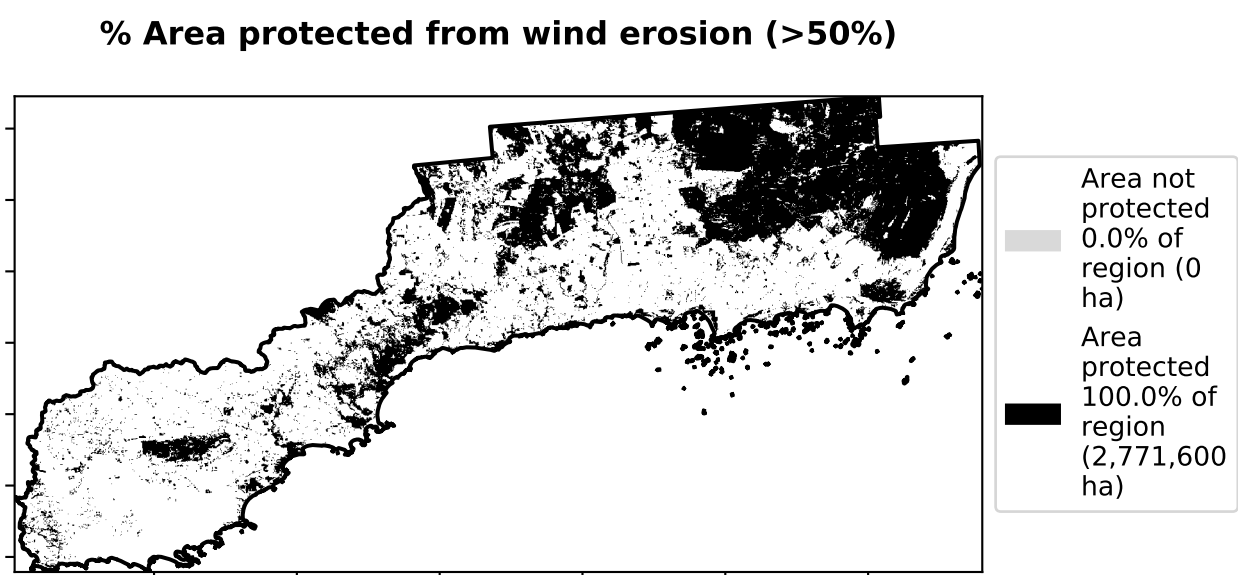 % Area protected from wind erosion (>50%)
Area not
protected
0.0% of
region (0
ha)
Area
protected
100.0% of
region
(2,771,600
ha)